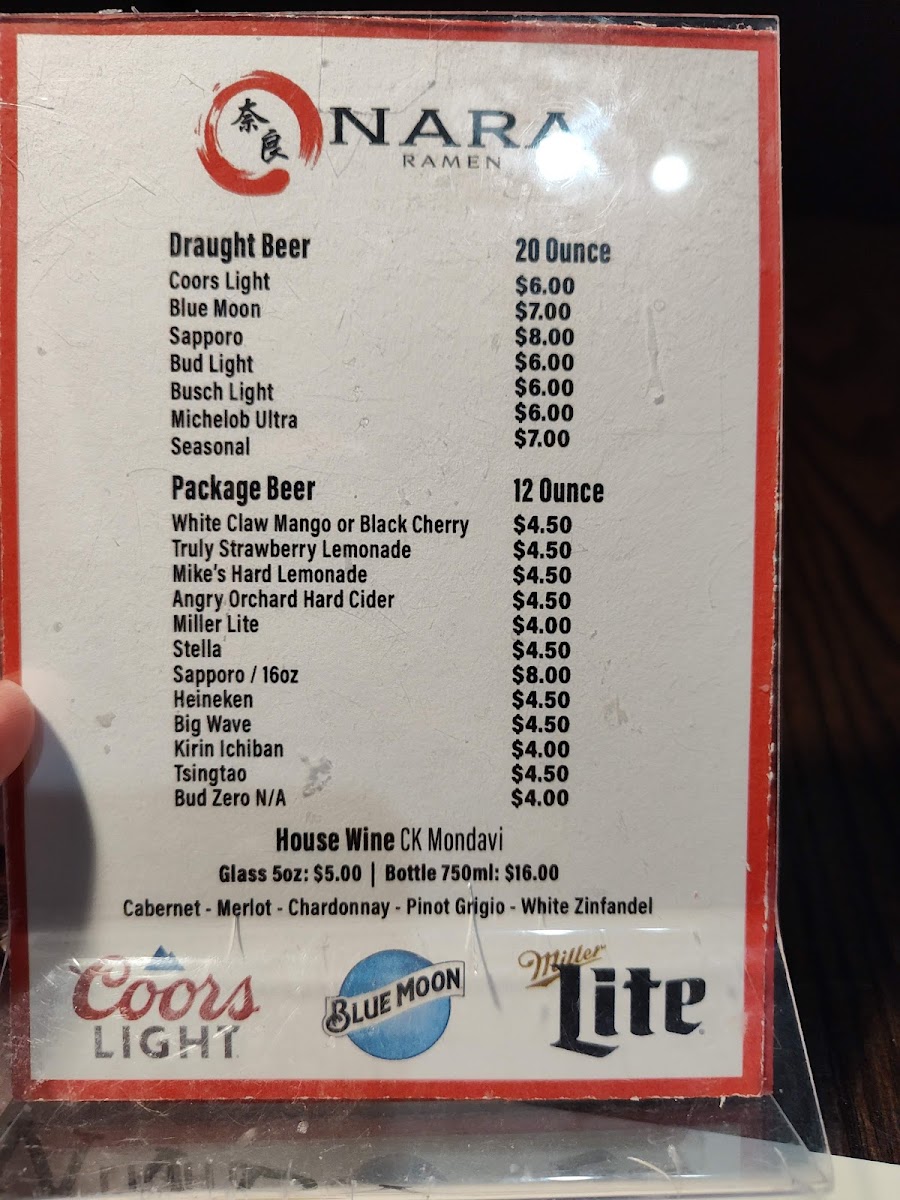 奈良
NARA
RAMEN
Draught Beer 20 Ounce
Coors Light $6.00
Blue Moon $7.00
Sapporo $8.00
Bud Light $6.00
Busch Light $6.00
Michelob Ultra $6.00
Seasonal $7.00
Package Beer 12 Ounce
White Claw Mango or Black Cherry $4.50
Truly Strawberry Lemonade $4.50
Mike's Hard Lemonade $4.50
Angry Orchard Hard Cider $4.50
Miller Lite $4.00
Stella $4.50
Sapporo / 16oz $8.00
Heineken $4.50
Big Wave $4.50
Kirin Ichiban $4.00
Tsingtao $4.50
Bud Zero N/A $4.00
House Wine CK Mondavi
Glass 5oz: $5.00 | Bottle 750ml: $16.00
Cabernet - Merlot - Chardonnay - Pinot Grigio - White Zinfandel
Coors
LIGHT
BLUE MOON
Miller
Lite